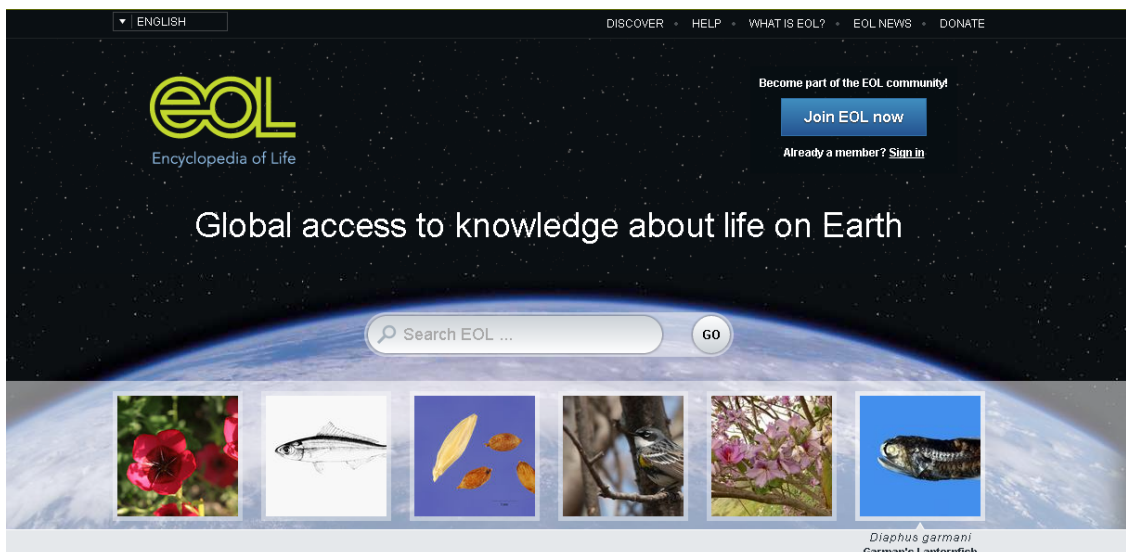 ENGLISH
DISCOVER • HELP • WHAT IS EOL? • EOL NEWS • DONATE
eOL
Encyclopedia of Life
Become part of the EOL community!
Join EOL now
Already a member? Sign in
Global access to knowledge about life on Earth
Search EOL ...
GO
Diaphus garmani
Garman's Lanternfish